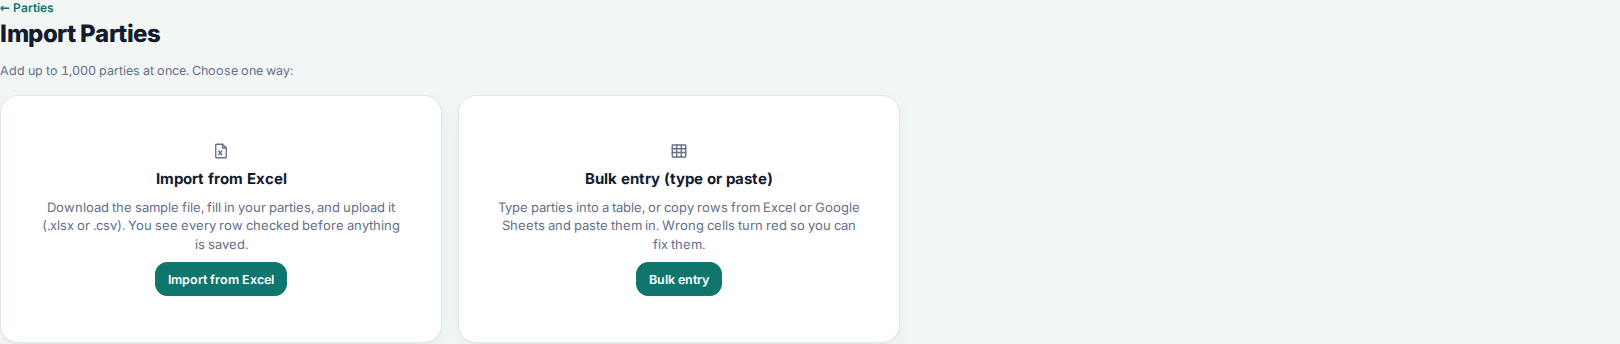 ← Parties
Import Parties
Add up to 1,000 parties at once. Choose one way:
Import from Excel
Download the sample file, fill in your parties, and upload it
(.xlsx or .csv). You see every row checked before anything
is saved.
Import from Excel
Bulk entry (type or paste)
Type parties into a table, or copy rows from Excel or Google
Sheets and paste them in. Wrong cells turn red so you can
fix them.
Bulk entry